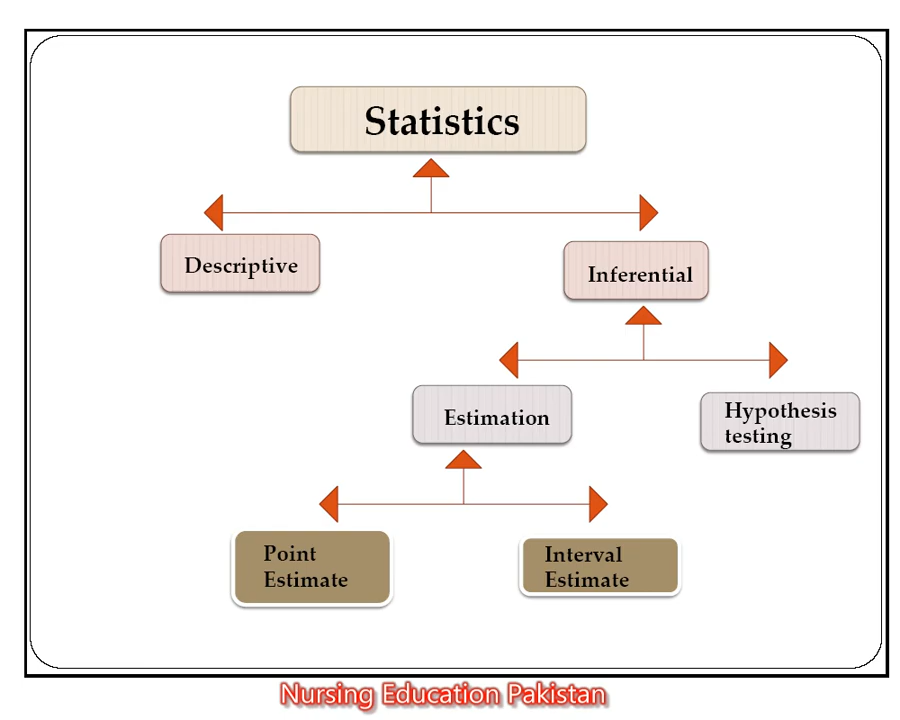 Statistics
Descriptive
Inferential
Estimation
Hypothesis
testing
Point
Estimate
Interval
Estimate
Nursing Education Pakistan